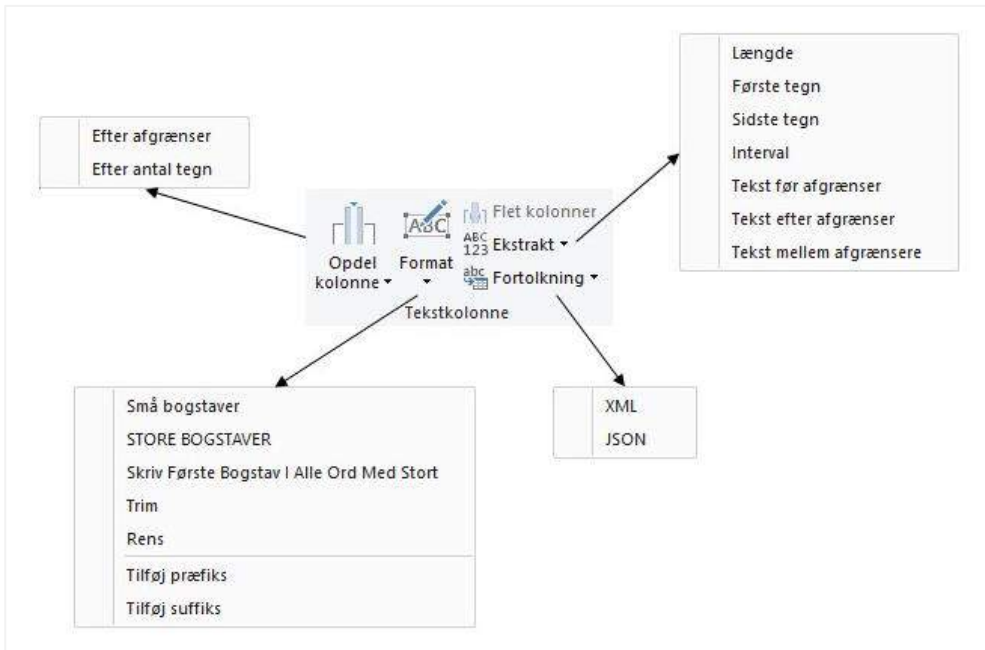 Længde
Første tegn
Sidste tegn
Interval
Tekst før afgrænser
Tekst efter afgrænser
Tekst mellem afgrænsere
Efter afgrænser
Efter antal tegn
Opdel
kolonne
ABC
Format
Flet kolonner
ABC
123 Ekstrakt
abc Fortolkning
Tekstkolonne
Små bogstaver
STORE BOGSTAVER
Skriv Første Bogstav I Alle Ord Med Stort
Trim
Rens
Tilføj præfiks
Tilføj suffiks
XML
JSON